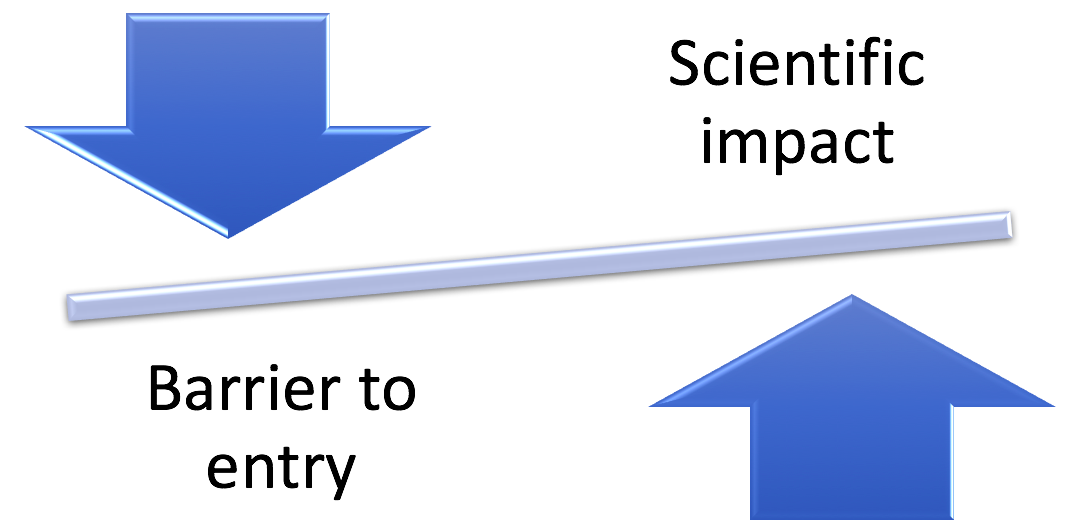 Scientific
impact
Barrier to
entry